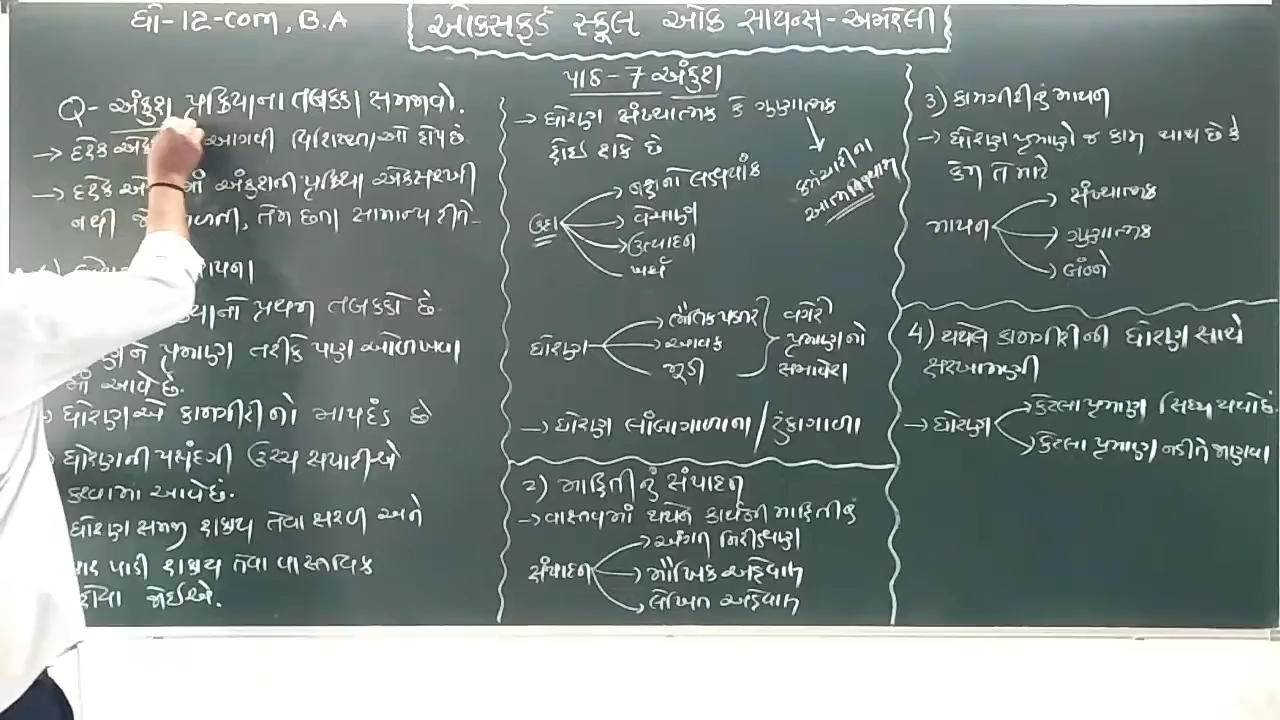 ધો-12-com, B.A
ઓક્સફર્ડ સ્કૂલ ઓફ સાયન્સ-અમરેલી
પાઠ - 7 અંકુશ
Q- અંકુશ પ્રક્રિયાના તબક્કા સમજાવો.
→ દરેક આગવી વિશિષ્ટતાઓ હોય છે
→ દરેક અંકુશની પ્રક્રિયા એકસરખી
નથી તેમ છતા સામાન્ય રીતે-
પ્રથમ તબક્કો છે.
પ્રમાણ તરીકે પણ ઓળખવા
માં આવે છે.
ધોરણ એ કામગીરીનો માપદંડ છે
ધોરણની પસંદગી ઉચ્ચ સપાટીએ
કરવામા આવે છે.
ધોરણ સમજી શકાય તેવા સરળ અને
પાડી શકાય તેવા વાસ્તવિક
હોવા જોઈએ.
→ ધોરણ સંખ્યાત્મક કે ગુણાત્મક
હોઈ શકે છે
કર્મચારીના
આત્મવિશ્વાસ
ઉદા
નફાનો લક્ષ્યાંક
વેચાણ
ઉત્પાદન
ખર્ચ
ધોરણ
ભૌતિક પ્રકાર
આવક
મૂડી
વગેરે
પ્રમાણનો
સમાવેશ
→ ધોરણ લાંબાગાળાના / ટુંકાગાળા
2) માહિતીનું સંપાદન
→ વાસ્તવમાં થયેલ કાર્યની માહિતીનું
સંપાદન
→ અંગત નિરીક્ષણ
→ મૌખિક અહેવાલ
→ લેખિત અહેવાલ
3) કામગીરીનું માપન
→ ધોરણ પ્રમાણે જ કામ થાય છે કે
કેમ તે માટે
માપન
સંખ્યાત્મક
ગુણાત્મક
બંન્ને
4) થયેલ કામગીરીની ધોરણ સાથે
સરખામણી
→ ધોરણ
કેટલા પ્રમાણ સિધ્ધ થયો છે
કેટલા પ્રમાણ નહી તે જાણવા